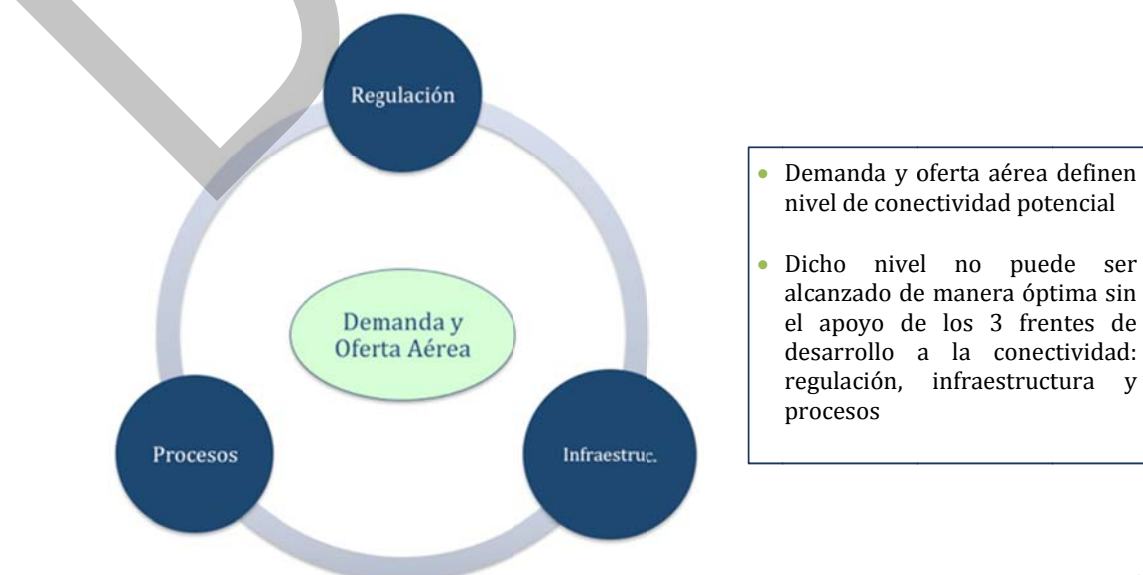 Regulación
Demanda y
Oferta Aérea
Procesos
Infraestruc.
• Demanda y oferta aérea definen
nivel de conectividad potencial
• Dicho nivel no puede ser
alcanzado de manera óptima sin
el apoyo de los 3 frentes de
desarrollo a la conectividad:
regulación, infraestructura y
procesos